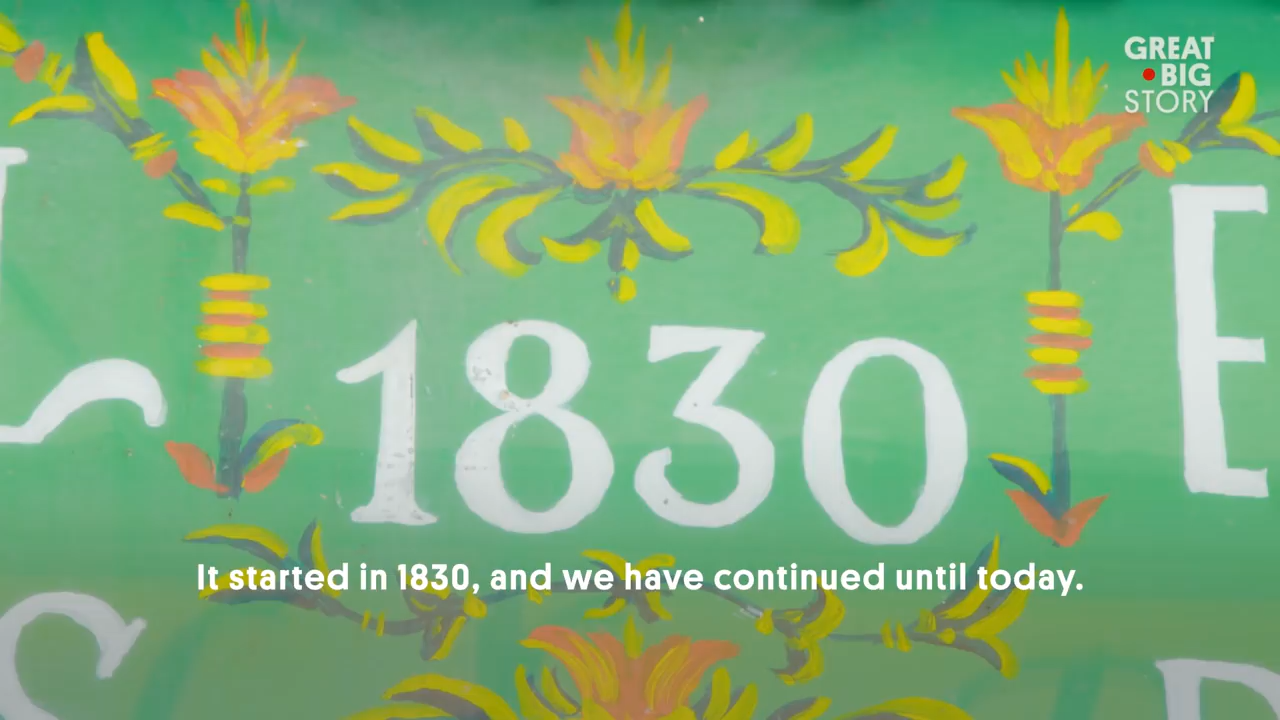 GREAT
BIG
STORY
L
1830
E
It started in 1830, and we have continued until today.
S